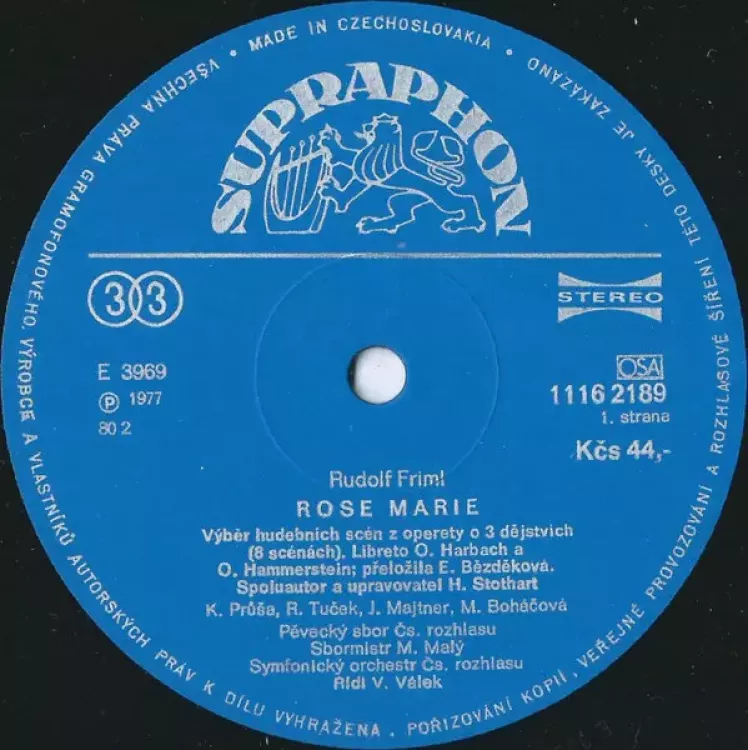 • MADE IN CZECHOSLOVAKIA •
VŠECHNA PRÁVA GRAMOFONOVÉHO VÝROBCE A VLASTNÍKŮ AUTORSKÝCH PRÁV K DÍLU VYHRAŽENA. POŘIZOVÁNÍ KOPIÍ, VEŘEJNÉ PROVOZOVÁNÍ A ROZHLASOVÉ ŠÍŘENÍ TÉTO DESKY JE ZAKÁZÁNO
SUPRAPHON
33
STEREO
E 3969
OSA
Ⓟ 1977
1116 2189
80 2
1. strana
Kčs 44,-
Rudolf Friml
ROSE MARIE
Výběr hudebních scén z operety o 3 dějstvích
(8 scénách). Libreto O. Harbach a
O. Hammerstein; přeložila E. Bězděková.
Spoluautor a upravovatel H. Stothart
K. Průša, R. Tuček, J. Majtner, M. Boháčová
Pěvecký sbor Čs. rozhlasu
Sbormistr M. Malý
Symfonický orchestr Čs. rozhlasu
Řídí V. Válek